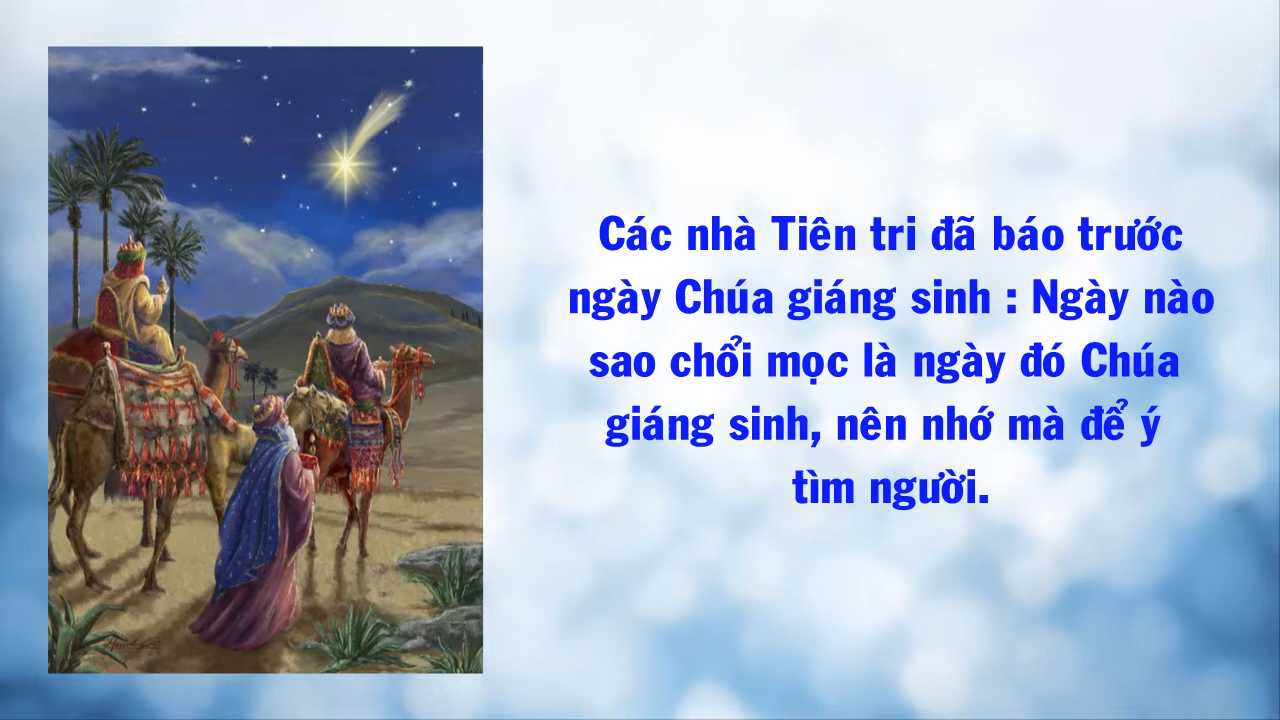 Các nhà Tiên tri đã báo trước
ngày Chúa giáng sinh : Ngày nào
sao chổi mọc là ngày đó Chúa
giáng sinh, nên nhớ mà để ý
tìm người.